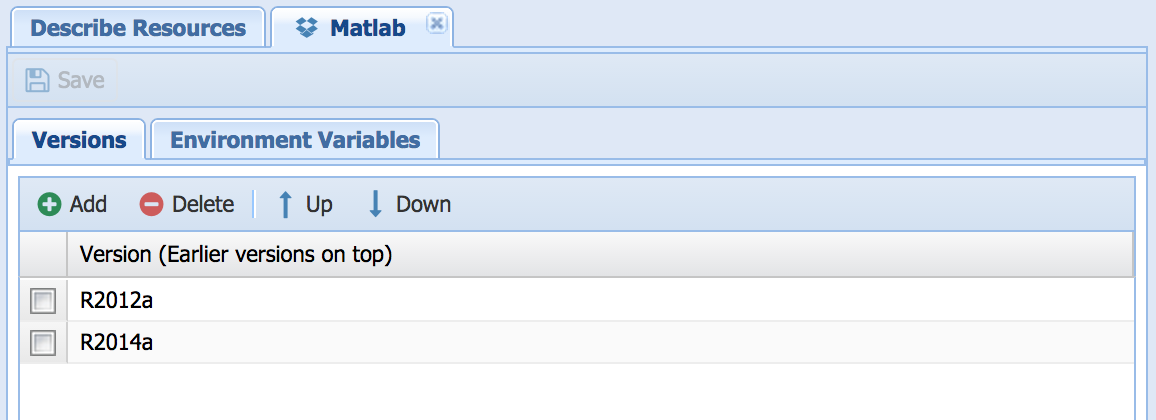 Describe Resources Matlab
Save
Versions Environment Variables
Add Delete Up Down
Version (Earlier versions on top)
R2012a
R2014a